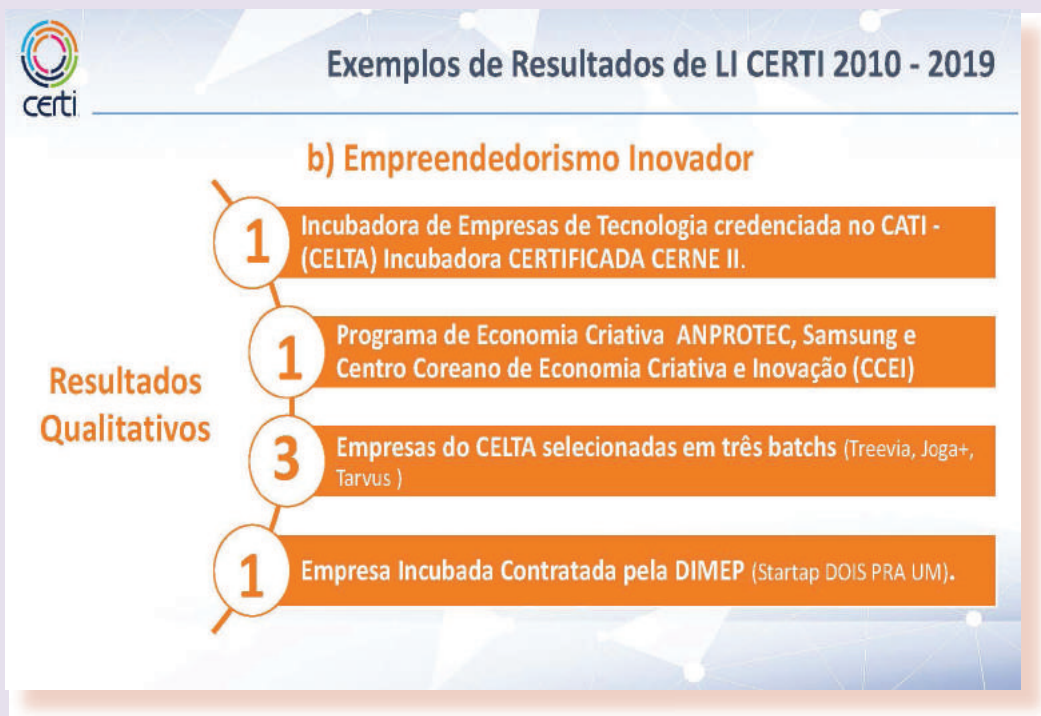 certi
Exemplos de Resultados de LI CERTI 2010 - 2019
b) Empreendedorismo Inovador
Resultados
Qualitativos
1
Incubadora de Empresas de Tecnologia credenciada no CATI -
(CELTA) Incubadora CERTIFICADA CERNE II.
1
Programa de Economia Criativa ANPROTEC, Samsung e
Centro Coreano de Economia Criativa e Inovação (CCEI)
3
Empresas do CELTA selecionadas em três batchs (Treevia, Joga+,
Tarvus )
1
Empresa Incubada Contratada pela DIMEP (Startap DOIS PRA UM).